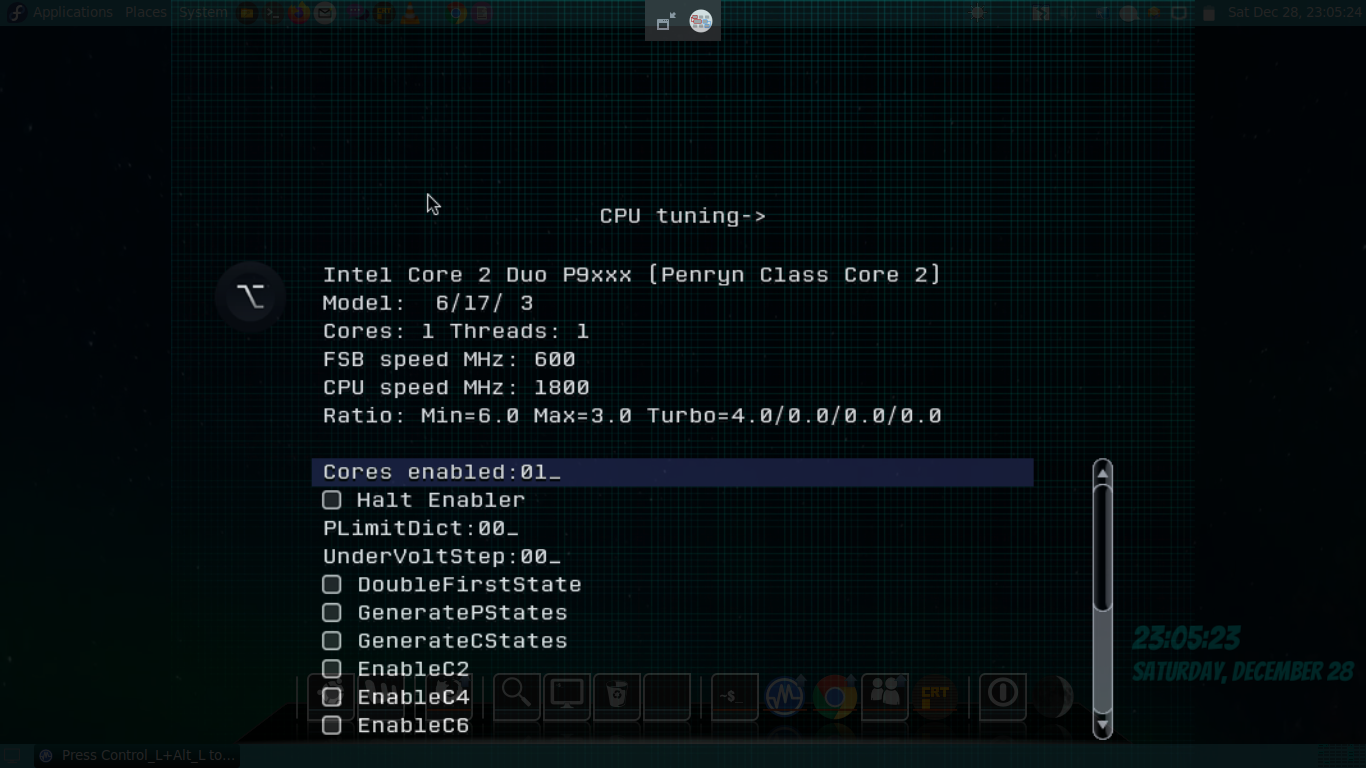 Applications Places System
Sat Dec 28, 23:05:24
CPU tuning->
Intel Core 2 Duo P9xxx (Penryn Class Core 2)
Model: 6/17/ 3
Cores: 1 Threads: 1
FSB speed MHz: 600
CPU speed MHz: 1800
Ratio: Min=6.0 Max=3.0 Turbo=4.0/0.0/0.0/0.0
Cores enabled:01_
Halt Enabler
PLimitDict:00_
UnderVoltStep:00_
DoubleFirstState
GeneratePStates
GenerateCStates
EnableC2
EnableC4
EnableC6
23:05:23
SATURDAY, DECEMBER 28
~$_
CRT
Press Control_L+Alt_L to...